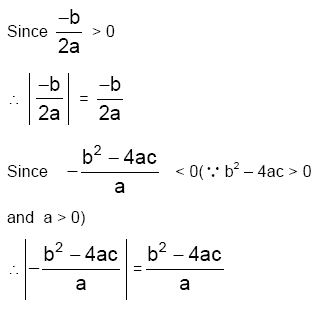 Since -b/2a > 0
∴ |-b/2a| = -b/2a
Since -(b² – 4ac)/a < 0(∵ b² – 4ac > 0
and a > 0)
∴ |-(b² – 4ac)/a| = (b² – 4ac)/a